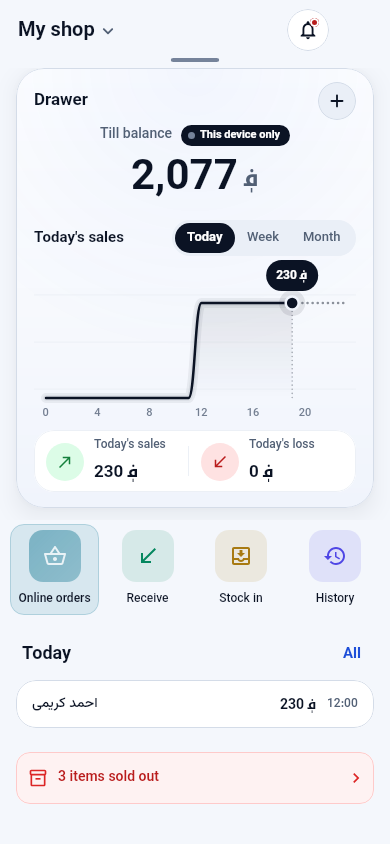 My shop
Drawer
Till balance This device only
2,077 ؋
Today's sales Today Week Month
230 ؋
0 4 8 12 16 20
Today's sales Today's loss
230 ؋ 0 ؋
Online orders Receive Stock in History
Today All
احمد کریمی 230 ؋ 12:00
3 items sold out